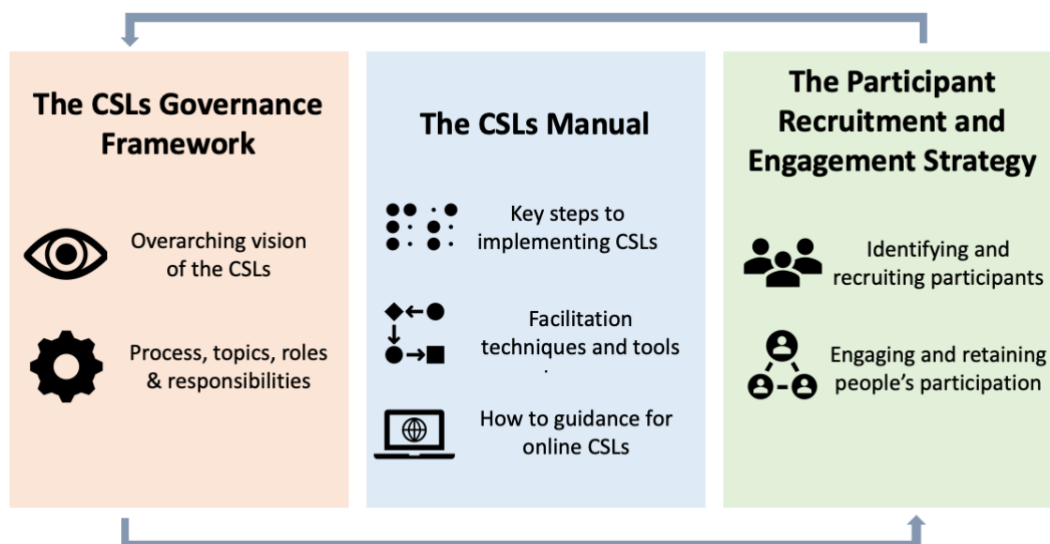 The CSLs Governance
Framework
Overarching vision
of the CSLs
Process, topics, roles
& responsibilities
The CSLs Manual
Key steps to
implementing CSLs
Facilitation
techniques and tools
.
How to guidance for
online CSLs
The Participant
Recruitment and
Engagement Strategy
Identifying and
recruiting participants
Engaging and retaining
people’s participation